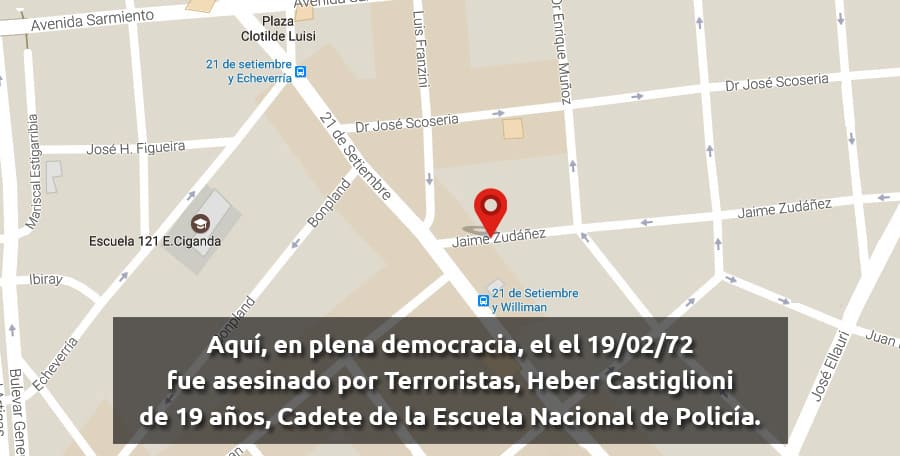 Avenida Sarmiento
Plaza
Clotilde Luisi
Avenida Sarmiento
21 de setiembre
y Echeverría
Luis Franzini
Dr Enrique Muñoz
Dr José Scoseria
Dr José Scoseria
21 de Setiembre
Mariscal Estigarribia
José H. Figueira
Bonpland
Jaime Zudáñez
Jaime Zudáñez
Escuela 121 E.Ciganda
Ibiray
21 de Setiembre
y Williman
Bonpland
Echeverría
Bulevar Gene
Artigas
José Ellauri
Juan
Aquí, en plena democracia, el el 19/02/72
fue asesinado por Terroristas, Heber Castiglioni
de 19 años, Cadete de la Escuela Nacional de Policía.